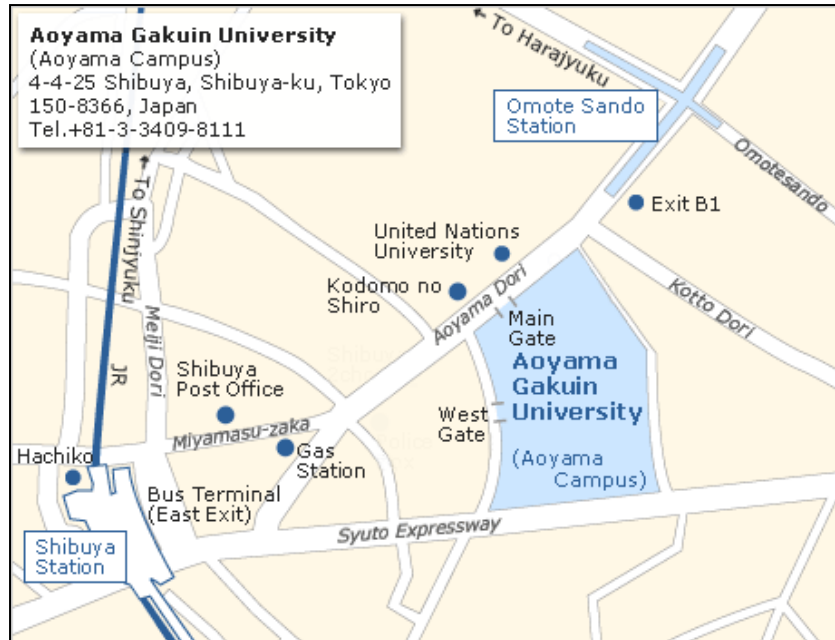 Aoyama Gakuin University
(Aoyama Campus)
4-4-25 Shibuya, Shibuya-ku, Tokyo
150-8366, Japan
Tel.+81-3-3409-8111
To Harajyuku
Omote Sando
Station
Omotesando
Exit B1
To Shinjyuku
United Nations
University
Kodomo no
Shiro
Aoyama Dori
Kotto Dori
Main
Gate
Meiji Dori
JR
Shibuya
Post Office
Aoyama
Gakuin
University
West
Gate
(Aoyama
Campus)
Miyamasu-zaka
Gas
Station
Hachiko
Bus Terminal
(East Exit)
Syuto Expressway
Shibuya
Station